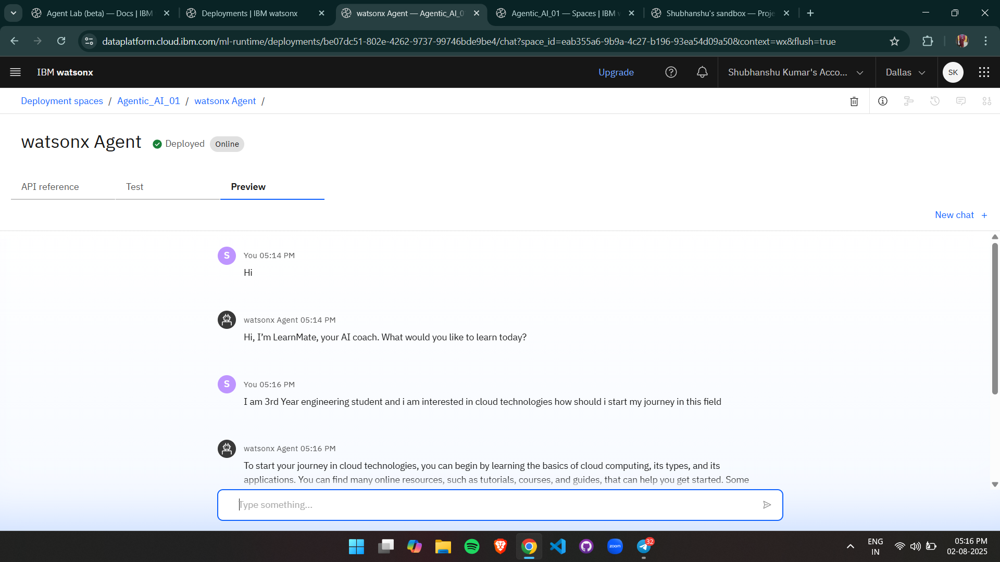 Agent Lab (beta) — Docs | IBM
Deployments | IBM watsonx
watsonx Agent — Agentic_AI_0
Agentic_AI_01 — Spaces | IBM w
Shubhanshu's sandbox — Proje
dataplatform.cloud.ibm.com/ml-runtime/deployments/be07dc51-802e-4262-9737-99746bde9be4/chat?space_id=eab355a6-9b9a-4c27-b196-93ea54d09a50&context=wx&flush=true
IBM watsonx
Upgrade
Shubhanshu Kumar's Acco...
Dallas
SK
Deployment spaces / Agentic_AI_01 / watsonx Agent /
watsonx Agent
Deployed
Online
API reference
Test
Preview
New chat +
S
You 05:14 PM
Hi
watsonx Agent 05:14 PM
Hi, I’m LearnMate, your AI coach. What would you like to learn today?
S
You 05:16 PM
I am 3rd Year engineering student and i am interested in cloud technologies how should i start my journey in this field
watsonx Agent 05:16 PM
To start your journey in cloud technologies, you can begin by learning the basics of cloud computing, its types, and its
applications. You can find many online resources, such as tutorials, courses, and guides, that can help you get started. Some
Type something...
zoom
32
ENG
IN
05:16 PM
02-08-2025